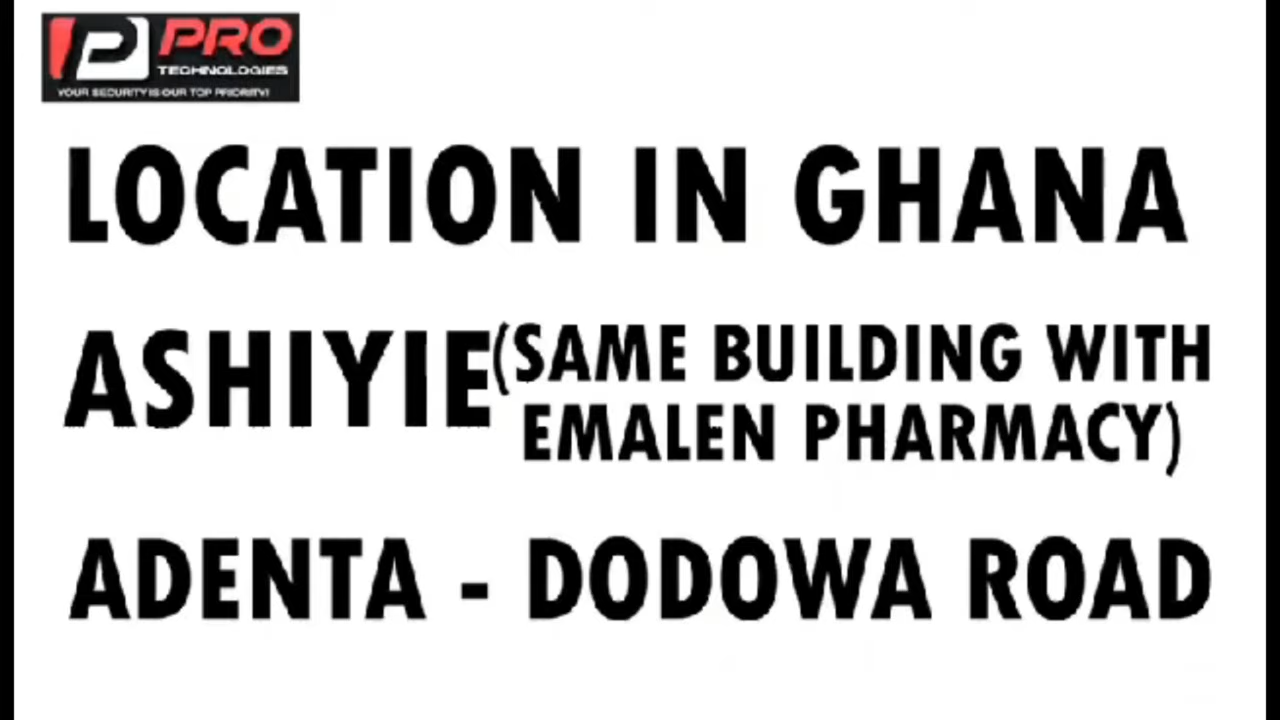 PRO
TECHNOLOGIES
YOUR SECURITY IS OUR TOP PRIORITY!
LOCATION IN GHANA
ASHIYIE (SAME BUILDING WITH
EMALEN PHARMACY)
ADENTA - DODOWA ROAD